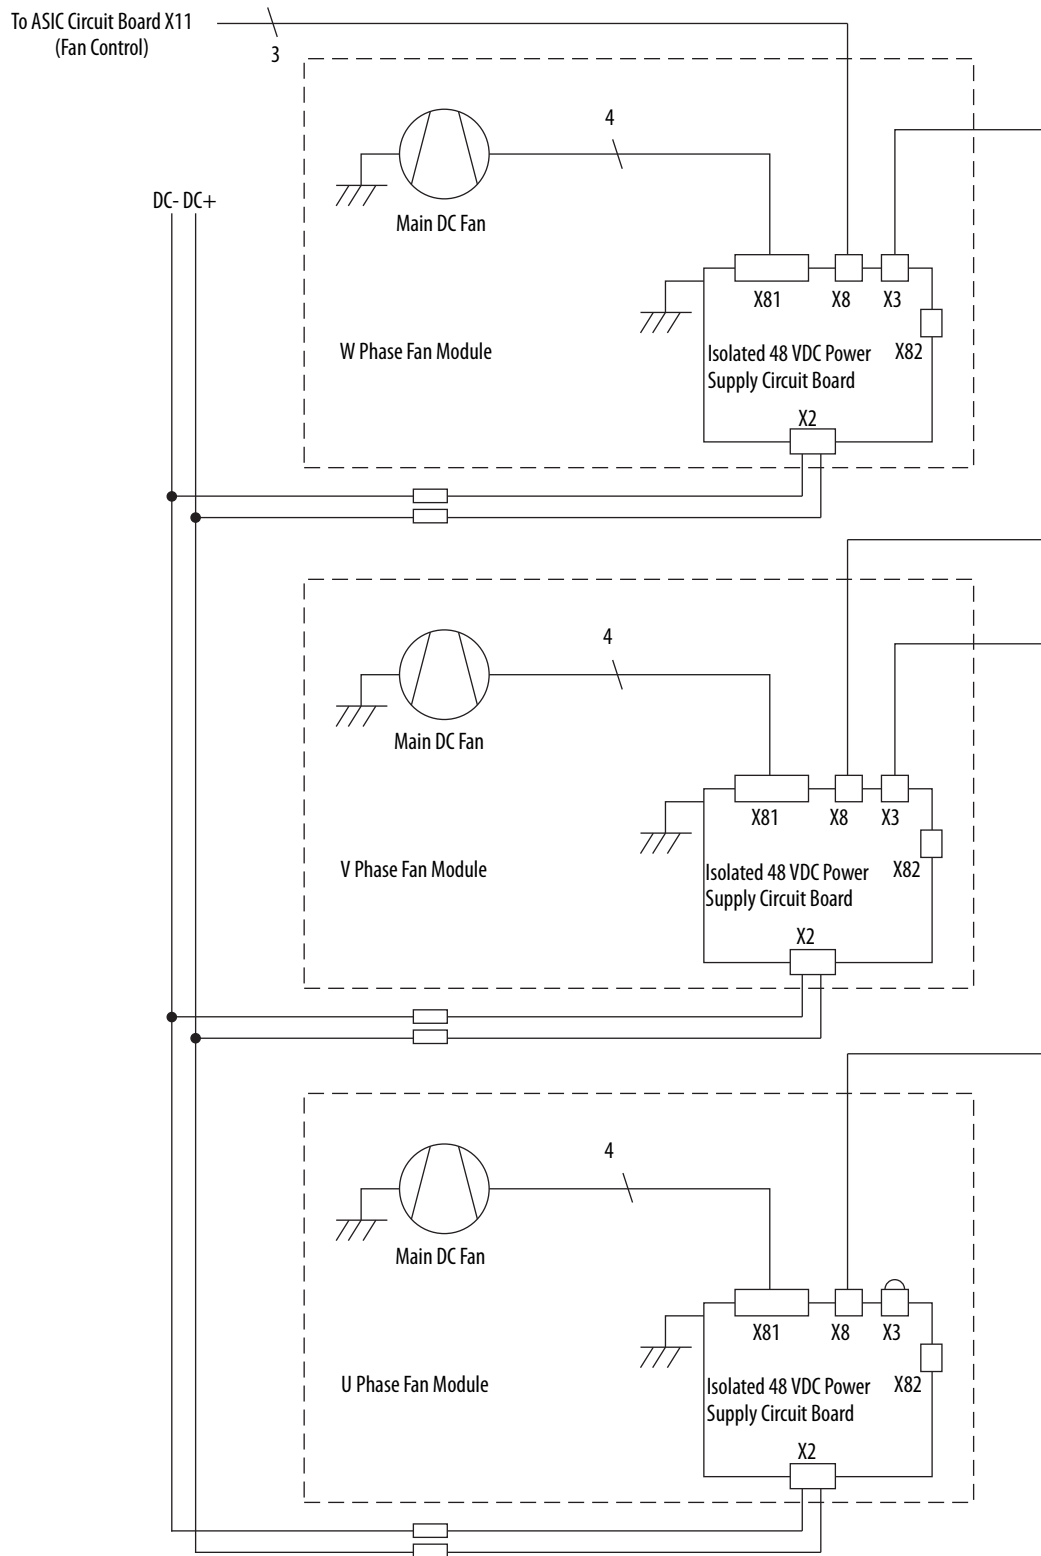 To ASIC Circuit Board X11
(Fan Control)
3
4
DC- DC+
Main DC Fan
X81
X8
X3
W Phase Fan Module
Isolated 48 VDC Power
Supply Circuit Board
X82
X2
4
Main DC Fan
X81
X8
X3
V Phase Fan Module
Isolated 48 VDC Power
Supply Circuit Board
X82
X2
4
Main DC Fan
X81
X8
X3
U Phase Fan Module
Isolated 48 VDC Power
Supply Circuit Board
X82
X2